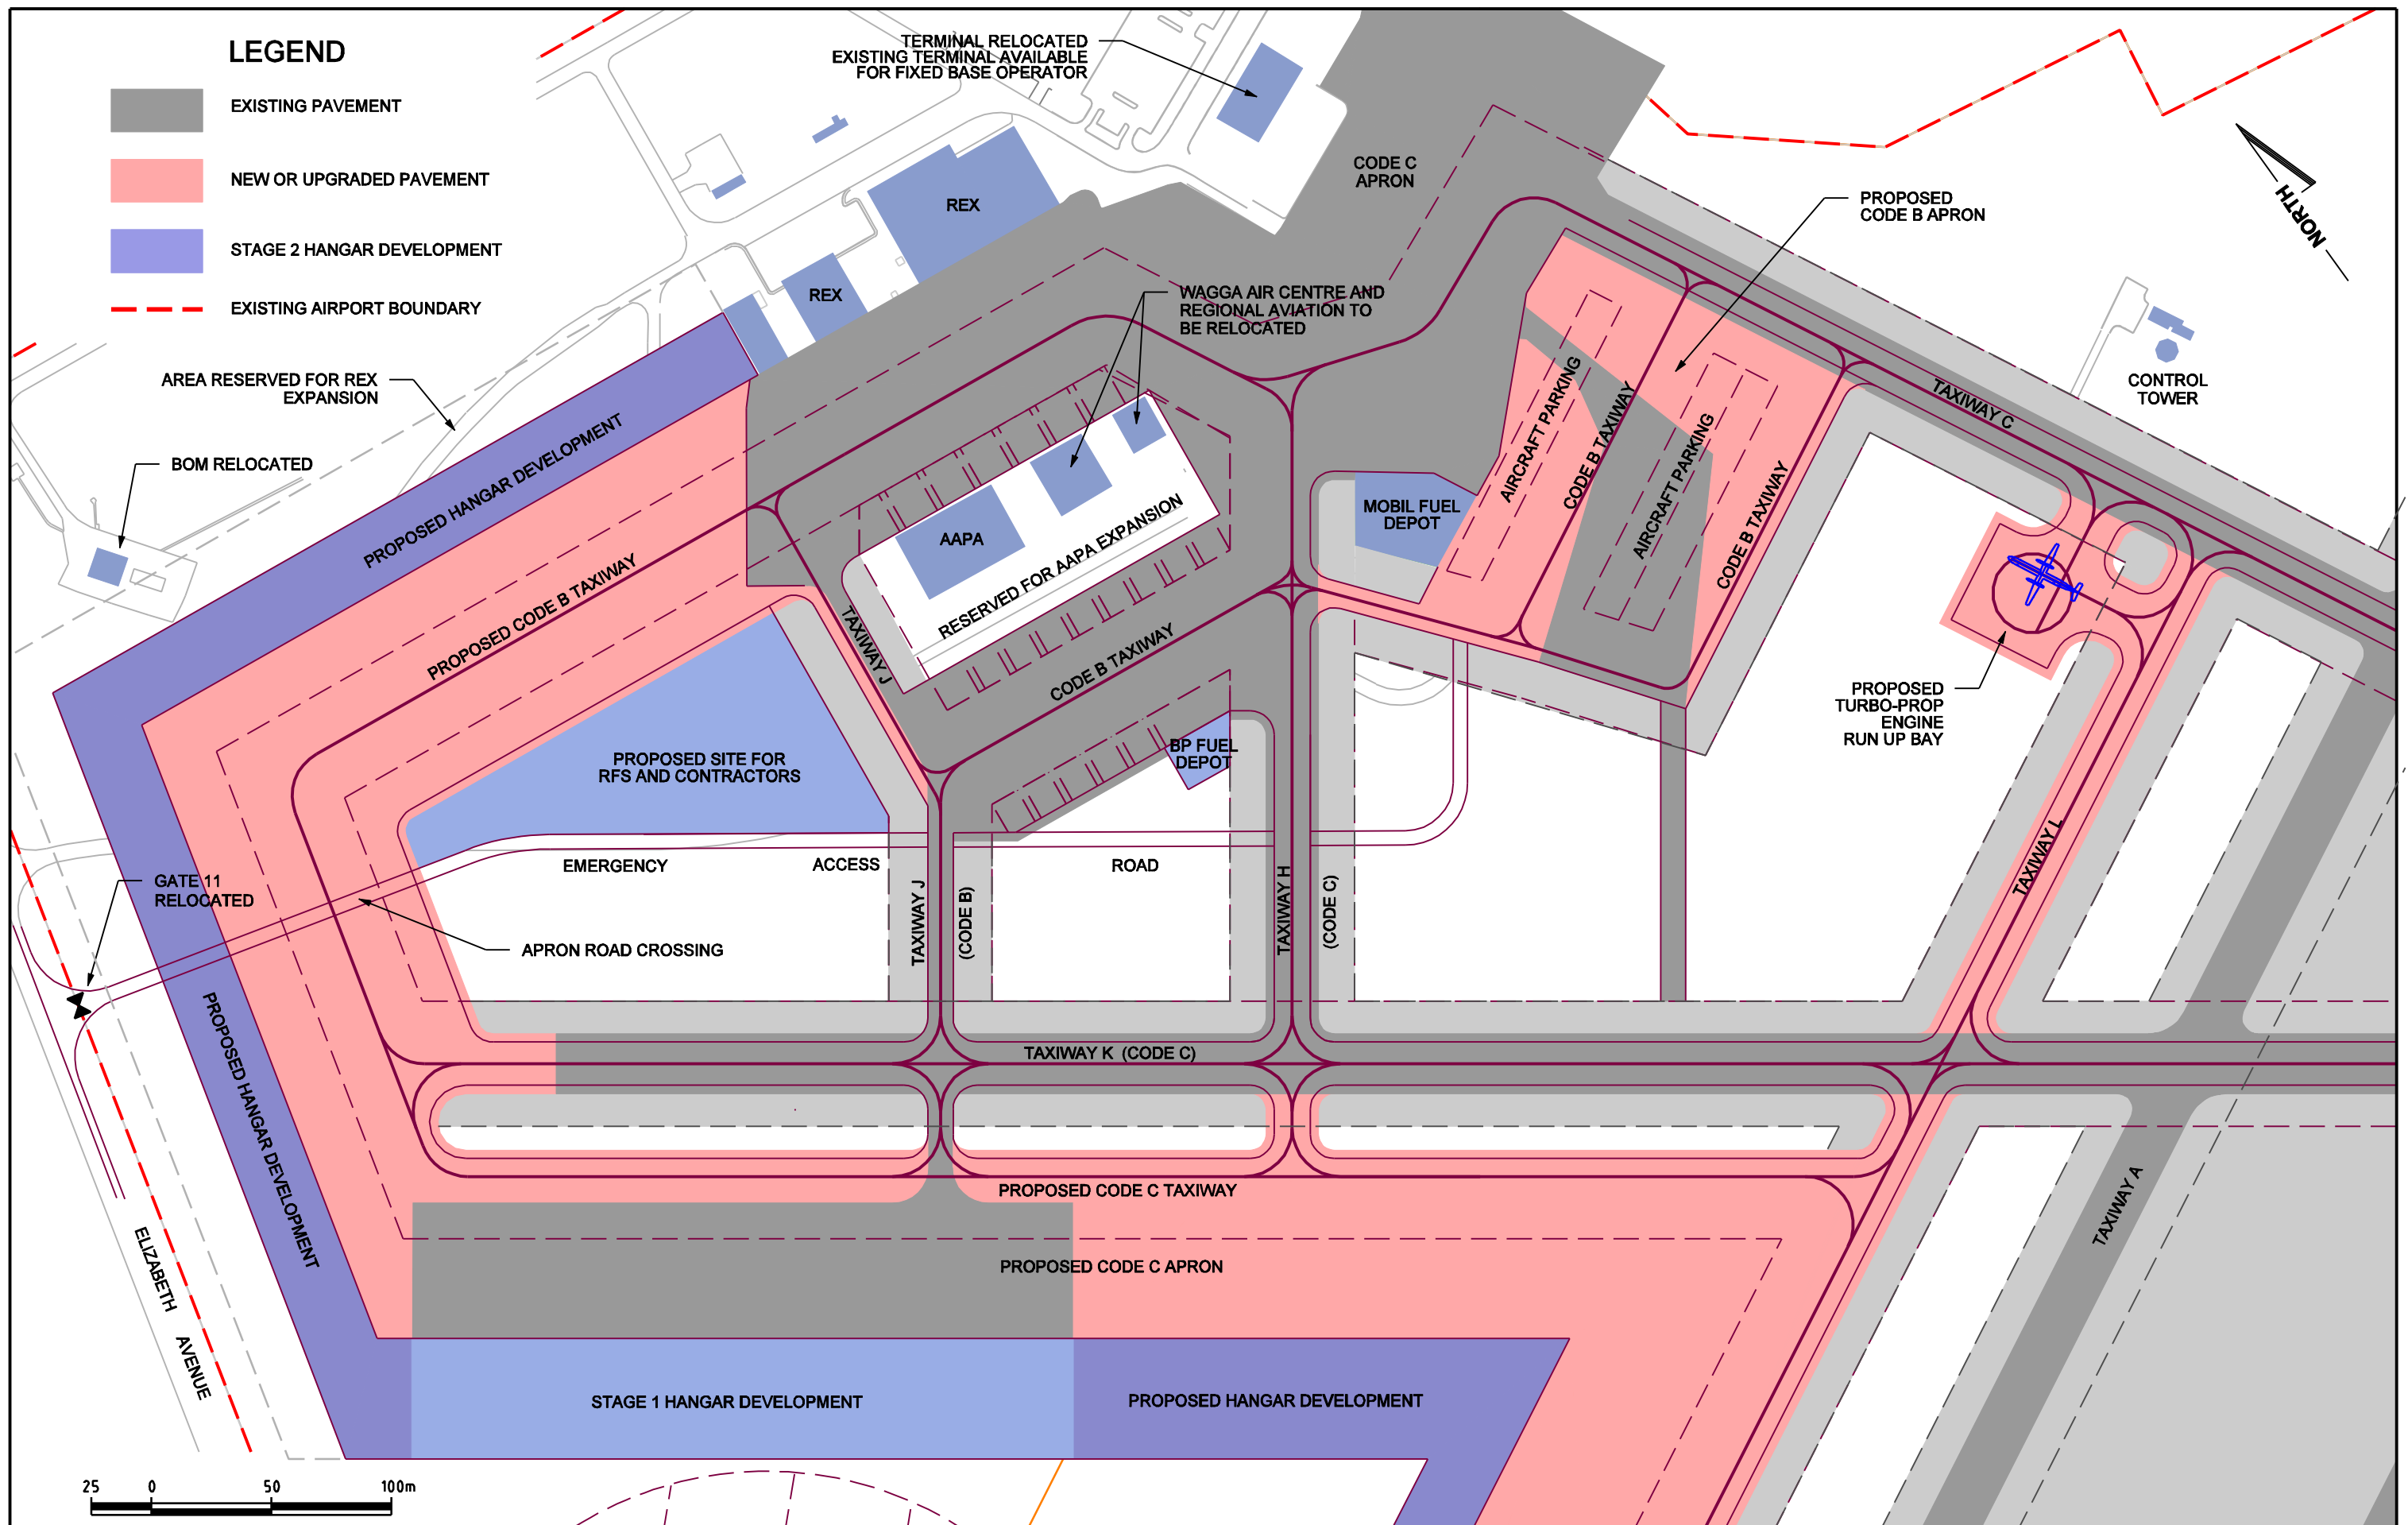 LEGEND
EXISTING PAVEMENT
NEW OR UPGRADED PAVEMENT
STAGE 2 HANGAR DEVELOPMENT
EXISTING AIRPORT BOUNDARY
TERMINAL RELOCATED
EXISTING TERMINAL AVAILABLE
FOR FIXED BASE OPERATOR
CODE C
APRON
PROPOSED
CODE B APRON
NORTH
REX
REX
WAGGA AIR CENTRE AND
REGIONAL AVIATION TO
BE RELOCATED
AREA RESERVED FOR REX
EXPANSION
CONTROL
TOWER
TAXIWAY C
BOM RELOCATED
PROPOSED HANGAR DEVELOPMENT
AIRCRAFT PARKING
CODE B TAXIWAY
AIRCRAFT PARKING
CODE B TAXIWAY
MOBIL FUEL
DEPOT
AAPA
RESERVED FOR AAPA EXPANSION
PROPOSED CODE B TAXIWAY
TAXIWAY J
CODE B TAXIWAY
PROPOSED
TURBO-PROP
ENGINE
RUN UP BAY
PROPOSED SITE FOR
RFS AND CONTRACTORS
BP FUEL
DEPOT
EMERGENCY
ACCESS
ROAD
GATE 11
RELOCATED
APRON ROAD CROSSING
TAXIWAY J
(CODE B)
TAXIWAY H
(CODE C)
TAXIWAY L
PROPOSED HANGAR DEVELOPMENT
TAXIWAY K (CODE C)
PROPOSED CODE C TAXIWAY
TAXIWAY A
PROPOSED CODE C APRON
ELIZABETH
AVENUE
STAGE 1 HANGAR DEVELOPMENT
PROPOSED HANGAR DEVELOPMENT
25 0 50 100m